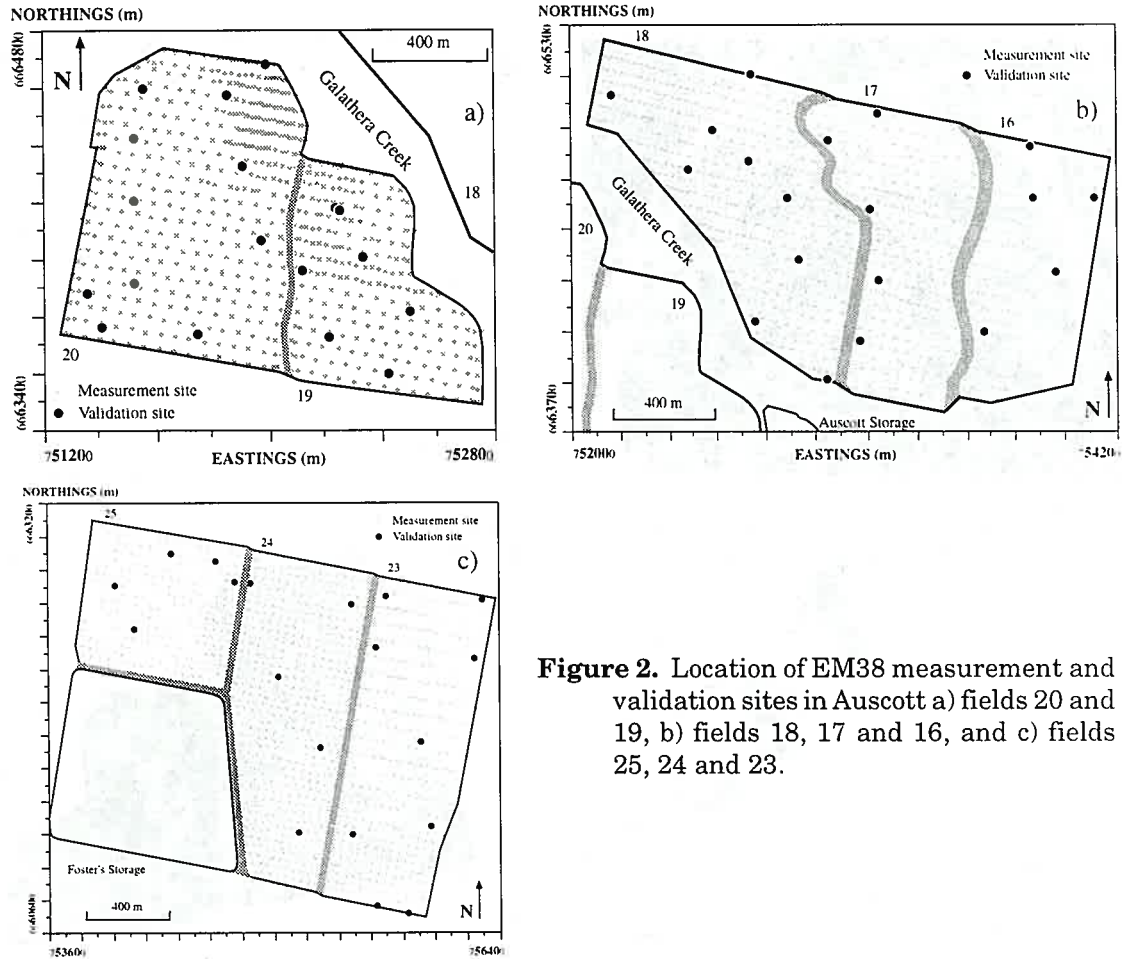 NORTHINGS (m)
6664800
N
400 m
Galathera Creek
a)
18
20
19
Measurement site
Validation site
6663400
751200
EASTINGS (m)
752800
NORTHINGS (m)
6665300
18
Measurement site
Validation site
17
b)
16
Galathera Creek
20
19
400 m
Auscott Storage
N
6663700
752000
EASTINGS (m)
NORTHINGS (m)
25
Measurement site
Validation site
24
c)
23
Foster's Storage
400 m
N
Figure 2. Location of EM38 measurement and
validation sites in Auscott a) fields 20 and
19, b) fields 18, 17 and 16, and c) fields
25, 24 and 23.